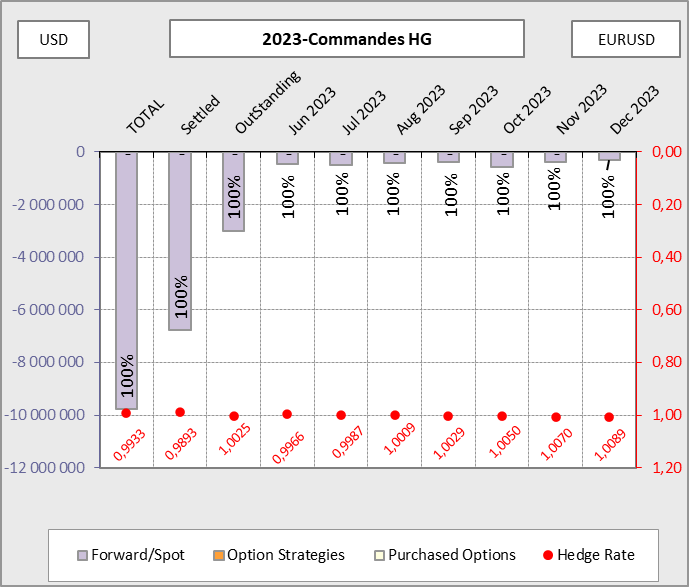 USD
2023-Commandes HG
EURUSD
TOTAL
Settled
OutStanding
Jun 2023
Jul 2023
Aug 2023
Sep 2023
Oct 2023
Nov 2023
Dec 2023
0
-2 000 000
-4 000 000
-6 000 000
-8 000 000
-10 000 000
-12 000 000
0,00
0,20
0,40
0,60
0,80
1,00
1,20
100%
100%
100%
100%
100%
100%
100%
100%
100%
100%
0,9933
0,9893
1,0025
0,9966
0,9987
1,0009
1,0029
1,0050
1,0070
1,0089
Forward/Spot
Option Strategies
Purchased Options
Hedge Rate